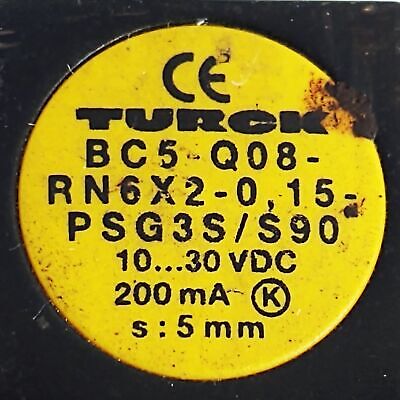 CE
TURCK
BC5-Q08-
RN6X2-0,15-
PSG3S/S90
10...30 VDC
200 mA K
s : 5 mm